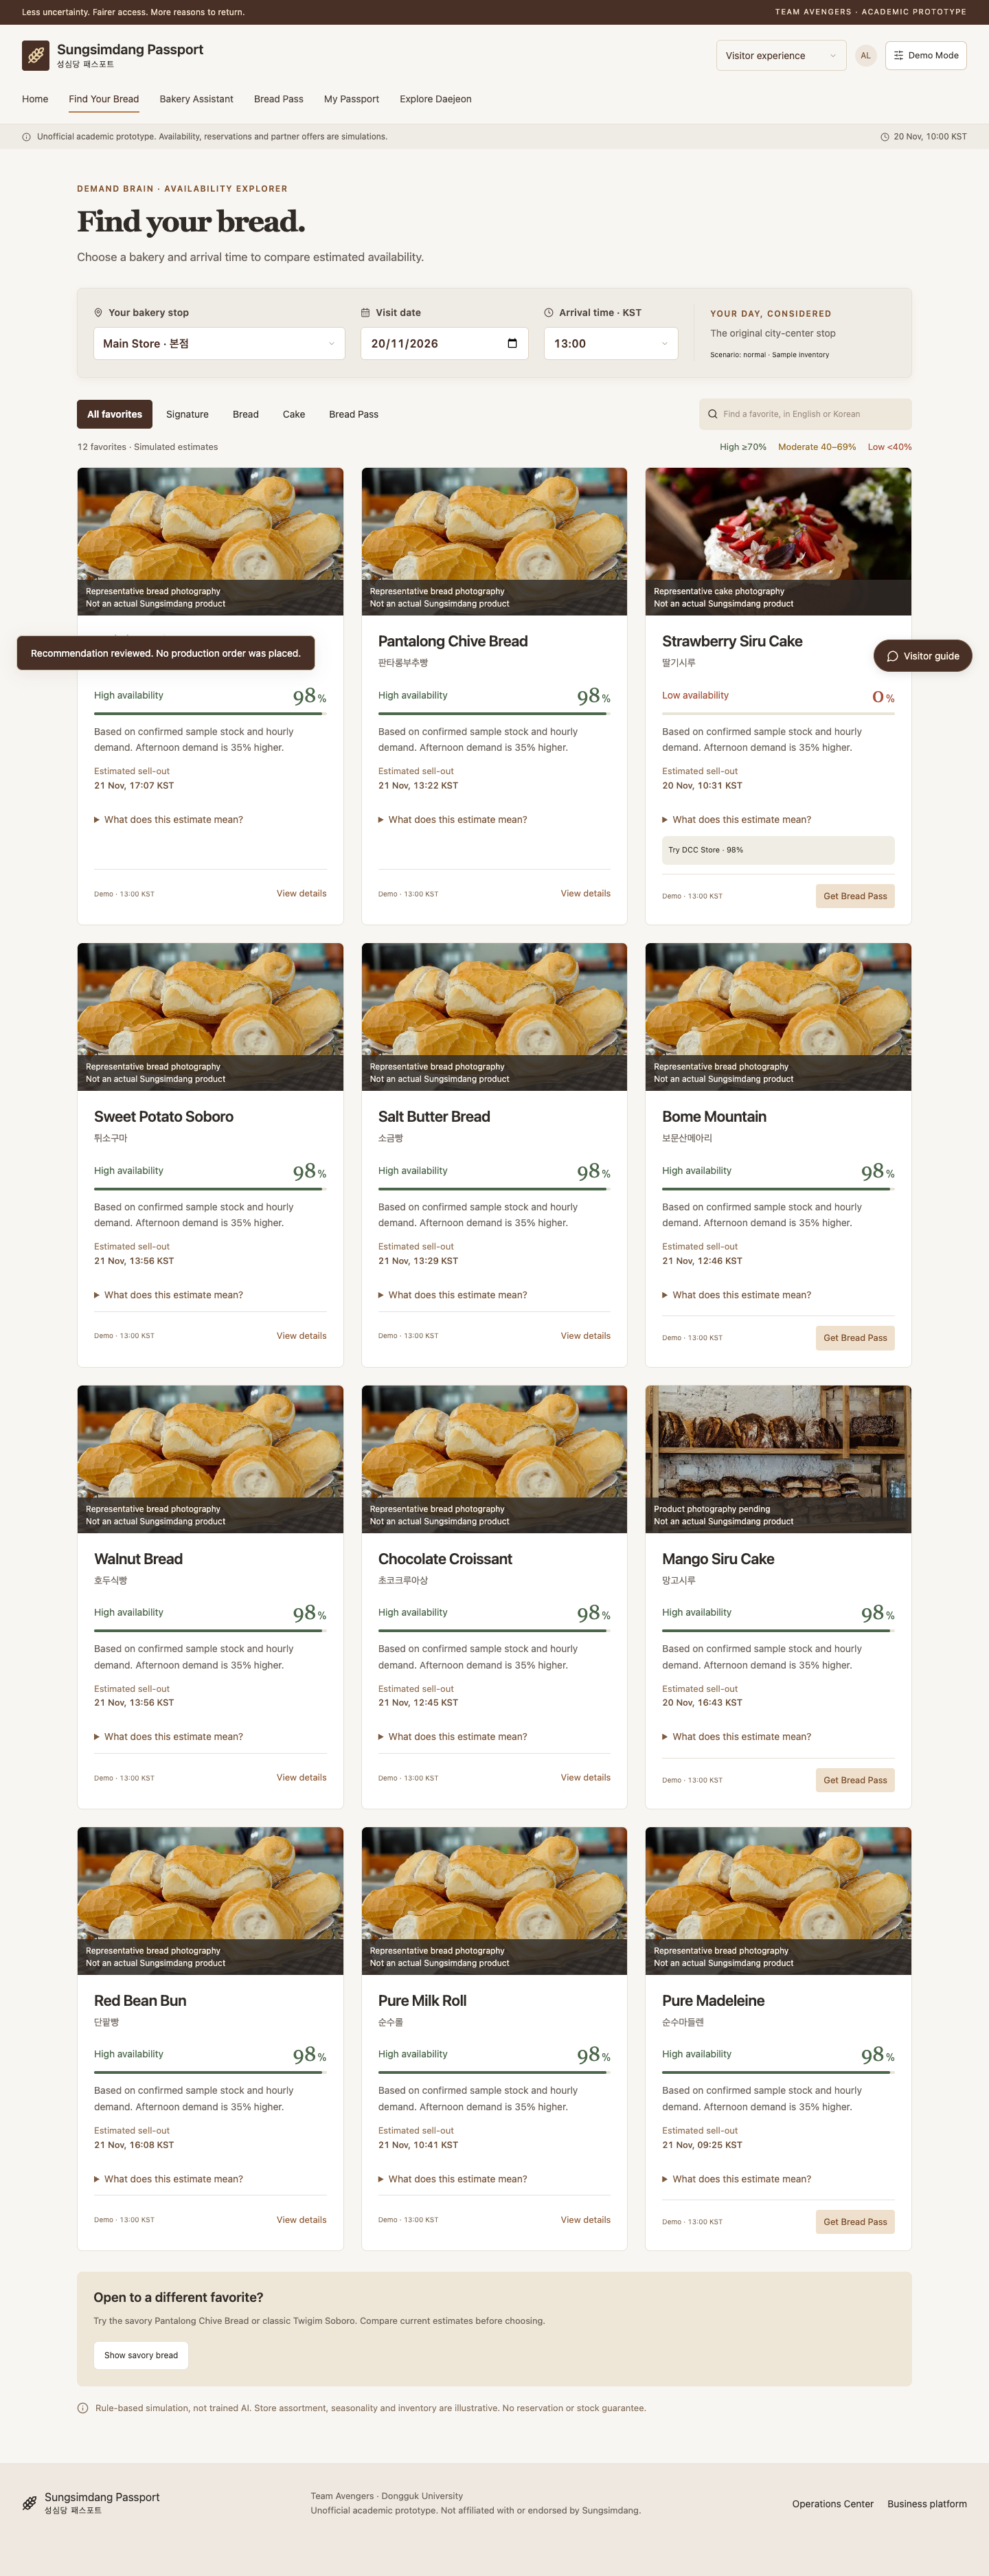 Less uncertainty. Fairer access. More reasons to return.
TEAM AVENGERS · ACADEMIC PROTOTYPE
Sungsimdang Passport
성심당 패스포트
Visitor experience
AL
Demo Mode
Home
Find Your Bread
Bakery Assistant
Bread Pass
My Passport
Explore Daejeon
Unofficial academic prototype. Availability, reservations and partner offers are simulations.
20 Nov, 10:00 KST
DEMAND BRAIN · AVAILABILITY EXPLORER
Find your bread.
Choose a bakery and arrival time to compare estimated availability.
Your bakery stop
Main Store · 본점
Visit date
20/11/2026
Arrival time · KST
13:00
YOUR DAY, CONSIDERED
The original city-center stop
Scenario: normal · Sample inventory
All favorites
Signature
Bread
Cake
Bread Pass
Find a favorite, in English or Korean
12 favorites · Simulated estimates
High ≥70%
Moderate 40–69%
Low <40%
Representative bread photography
Not an actual Sungsimdang product
Recommendation reviewed. No production order was placed.
High availability
98%
Based on confirmed sample stock and hourly
demand. Afternoon demand is 35% higher.
Estimated sell-out
21 Nov, 17:07 KST
What does this estimate mean?
Demo · 13:00 KST
View details
Representative bread photography
Not an actual Sungsimdang product
Pantalong Chive Bread
판타롱부추빵
High availability
98%
Based on confirmed sample stock and hourly
demand. Afternoon demand is 35% higher.
Estimated sell-out
21 Nov, 13:22 KST
What does this estimate mean?
Demo · 13:00 KST
View details
Representative cake photography
Not an actual Sungsimdang product
Strawberry Siru Cake
딸기시루
Visitor guide
Low availability
0%
Based on confirmed sample stock and hourly
demand. Afternoon demand is 35% higher.
Estimated sell-out
20 Nov, 10:31 KST
What does this estimate mean?
Try DCC Store · 98%
Demo · 13:00 KST
Get Bread Pass
Representative bread photography
Not an actual Sungsimdang product
Sweet Potato Soboro
튀소구마
High availability
98%
Based on confirmed sample stock and hourly
demand. Afternoon demand is 35% higher.
Estimated sell-out
21 Nov, 13:56 KST
What does this estimate mean?
Demo · 13:00 KST
View details
Representative bread photography
Not an actual Sungsimdang product
Salt Butter Bread
소금빵
High availability
98%
Based on confirmed sample stock and hourly
demand. Afternoon demand is 35% higher.
Estimated sell-out
21 Nov, 13:29 KST
What does this estimate mean?
Demo · 13:00 KST
View details
Representative bread photography
Not an actual Sungsimdang product
Bome Mountain
보문산메아리
High availability
98%
Based on confirmed sample stock and hourly
demand. Afternoon demand is 35% higher.
Estimated sell-out
21 Nov, 12:46 KST
What does this estimate mean?
Demo · 13:00 KST
Get Bread Pass
Representative bread photography
Not an actual Sungsimdang product
Walnut Bread
호두식빵
High availability
98%
Based on confirmed sample stock and hourly
demand. Afternoon demand is 35% higher.
Estimated sell-out
21 Nov, 13:56 KST
What does this estimate mean?
Demo · 13:00 KST
View details
Representative bread photography
Not an actual Sungsimdang product
Chocolate Croissant
초코크루아상
High availability
98%
Based on confirmed sample stock and hourly
demand. Afternoon demand is 35% higher.
Estimated sell-out
21 Nov, 12:45 KST
What does this estimate mean?
Demo · 13:00 KST
View details
Product photography pending
Not an actual Sungsimdang product
Mango Siru Cake
망고시루
High availability
98%
Based on confirmed sample stock and hourly
demand. Afternoon demand is 35% higher.
Estimated sell-out
20 Nov, 16:43 KST
What does this estimate mean?
Demo · 13:00 KST
Get Bread Pass
Representative bread photography
Not an actual Sungsimdang product
Red Bean Bun
단팥빵
High availability
98%
Based on confirmed sample stock and hourly
demand. Afternoon demand is 35% higher.
Estimated sell-out
21 Nov, 16:08 KST
What does this estimate mean?
Demo · 13:00 KST
View details
Representative bread photography
Not an actual Sungsimdang product
Pure Milk Roll
순수롤
High availability
98%
Based on confirmed sample stock and hourly
demand. Afternoon demand is 35% higher.
Estimated sell-out
21 Nov, 10:41 KST
What does this estimate mean?
Demo · 13:00 KST
View details
Representative bread photography
Not an actual Sungsimdang product
Pure Madeleine
순수마들렌
High availability
98%
Based on confirmed sample stock and hourly
demand. Afternoon demand is 35% higher.
Estimated sell-out
21 Nov, 09:25 KST
What does this estimate mean?
Demo · 13:00 KST
Get Bread Pass
Open to a different favorite?
Try the savory Pantalong Chive Bread or classic Twigim Soboro. Compare current estimates before choosing.
Show savory bread
Rule-based simulation, not trained AI. Store assortment, seasonality and inventory are illustrative. No reservation or stock guarantee.
Sungsimdang Passport
성심당 패스포트
Team Avengers · Dongguk University
Unofficial academic prototype. Not affiliated with or endorsed by Sungsimdang.
Operations Center
Business platform